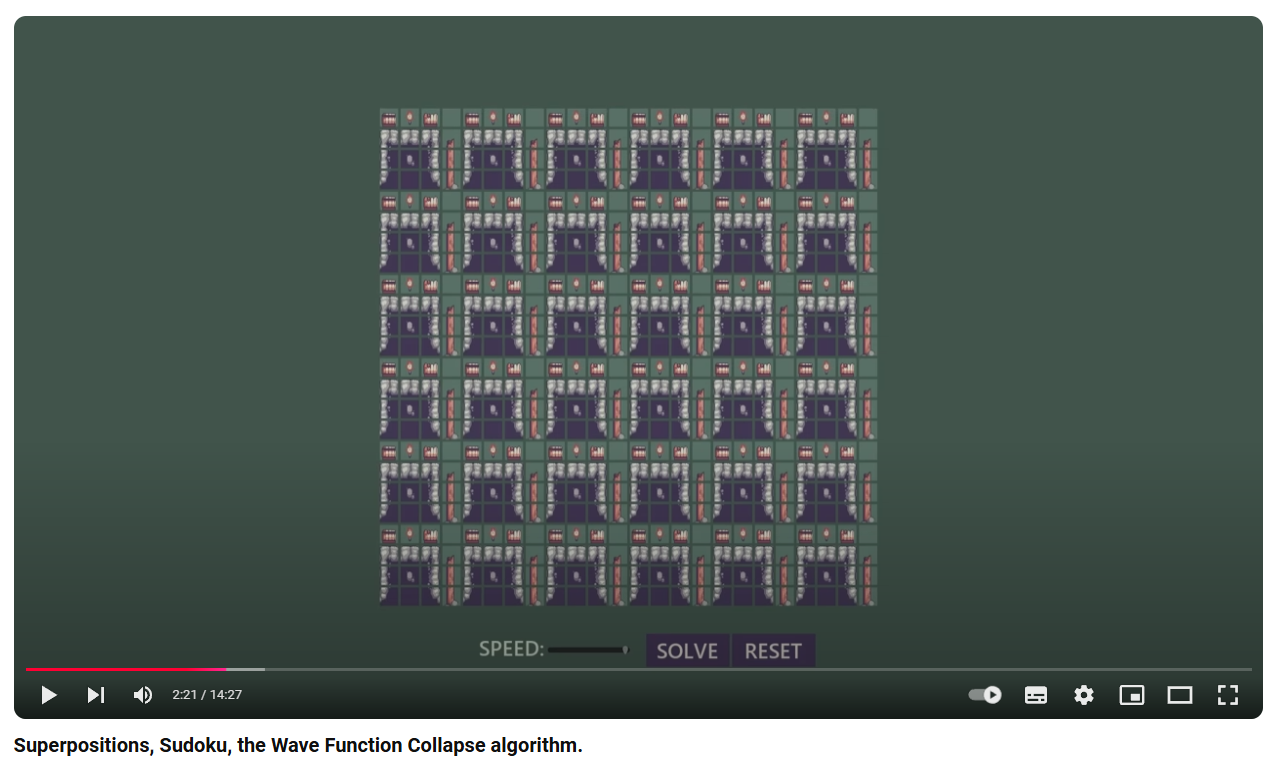 SPEED: SOLVE RESET
2:21 / 14:27
Superpositions, Sudoku, the Wave Function Collapse algorithm.